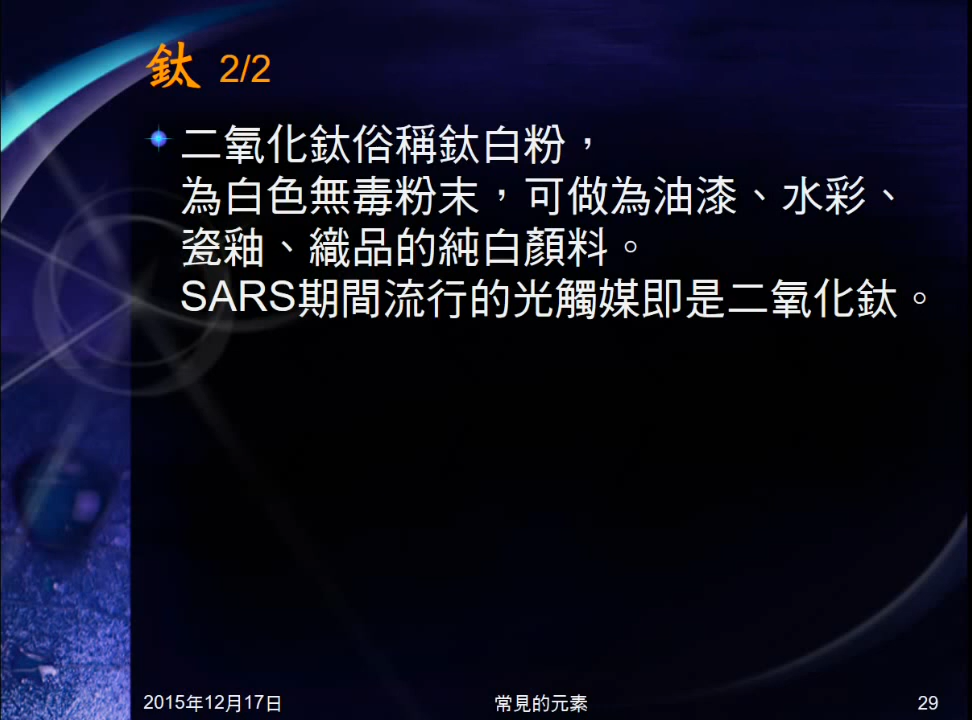 鈦 2/2
二氧化鈦俗稱鈦白粉，
為白色無毒粉末，可做為油漆、水彩、
瓷釉、織品的純白顏料。
SARS期間流行的光觸媒即是二氧化鈦。
2015年12月17日
常見的元素
29